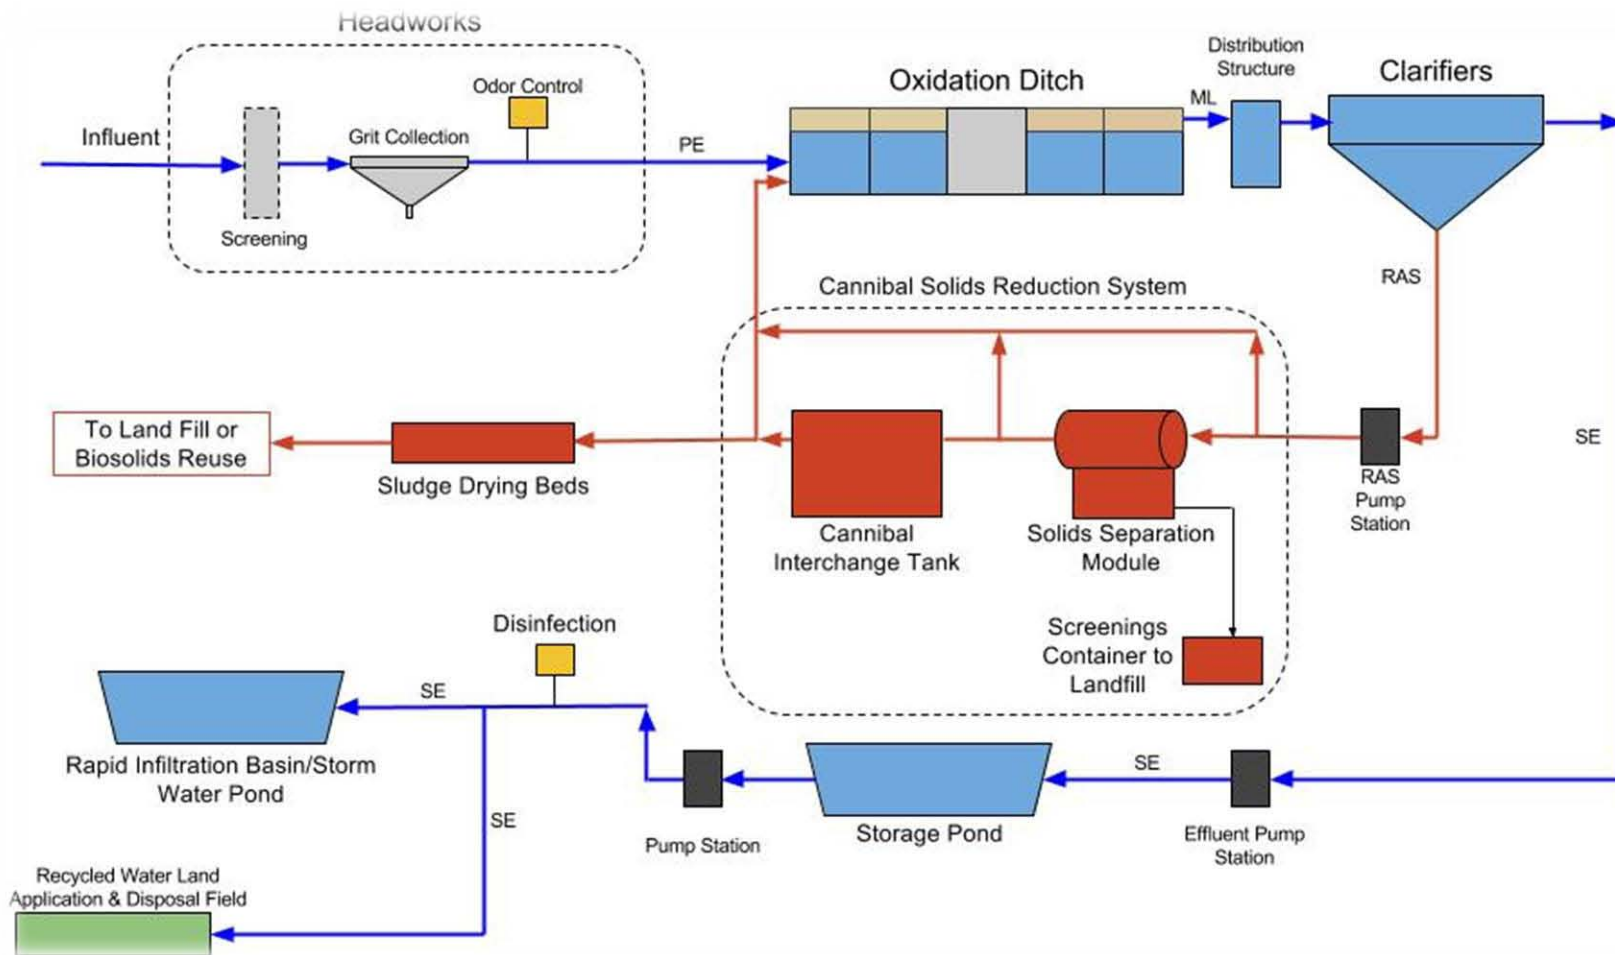 Headworks
Odor Control
Influent
Grit Collection
PE
Screening
Oxidation Ditch
ML
Distribution
Structure
Clarifiers
RAS
Cannibal Solids Reduction System
To Land Fill or
Biosolids Reuse
Sludge Drying Beds
Cannibal
Interchange Tank
Solids Separation
Module
RAS
Pump
Station
SE
Screenings
Container to
Landfill
Disinfection
SE
Rapid Infiltration Basin/Storm
Water Pond
SE
Pump Station
Storage Pond
SE
Effluent Pump
Station
Recycled Water Land
Application & Disposal Field